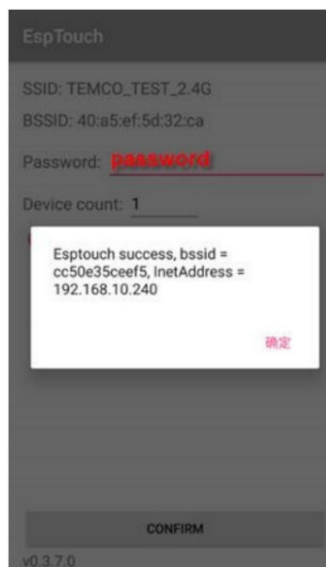 EspTouch
SSID: TEMCO_TEST_2.4G
BSSID: 40:a5:ef:5d:32:ca
Password: password
Device count: 1
Esptouch success, bssid =
cc50e35ceef5, InetAddress =
192.168.10.240
确定
CONFIRM
v0.3.7.0